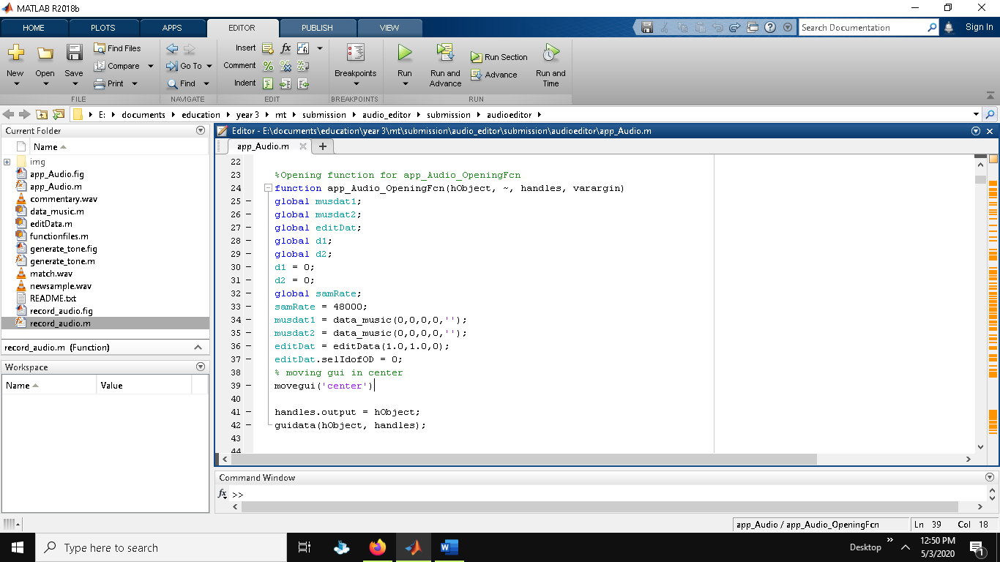 MATLAB R2018b
HOME PLOTS APPS EDITOR PUBLISH VIEW Search Documentation Sign In
New Open Save Find Files Compare Print
Go To Find
Insert fx
Comment
Indent
Breakpoints
Run Run and Advance Run Section Advance Run and Time
FILE NAVIGATE EDIT BREAKPOINTS RUN
E: documents education year 3 mt submission audio_editor submission audioeditor
Current Folder
Name
img
app_Audio.fig
app_Audio.m
commentary.wav
data_music.m
editData.m
functionfiles.m
generate_tone.fig
generate_tone.m
match.wav
newsample.wav
README.txt
record_audio.fig
record_audio.m
record_audio.m (Function)
Workspace
Name Value
Editor - E:\documents\education\year 3\mt\submission\audio_editor\submission\audioeditor\app_Audio.m
app_Audio.m
22
23 %Opening function for app_Audio_OpeningFcn
24 function app_Audio_OpeningFcn(hObject, ~, handles, varargin)
25 global musdat1;
26 global musdat2;
27 global editDat;
28 global d1;
29 global d2;
30 d1 = 0;
31 d2 = 0;
32 global samRate;
33 samRate = 48000;
34 musdat1 = data_music(0,0,0,0,'');
35 musdat2 = data_music(0,0,0,0,'');
36 editDat = editData(1.0,1.0,0);
37 editDat.selIdofOD = 0;
38 % moving gui in center
39 movegui('center')
40
41 handles.output = hObject;
42 guidata(hObject, handles);
43
44
Command Window
fx >>
app_Audio / app_Audio_OpeningFcn Ln 39 Col 18
Type here to search
Desktop
12:50 PM
5/3/2020
1